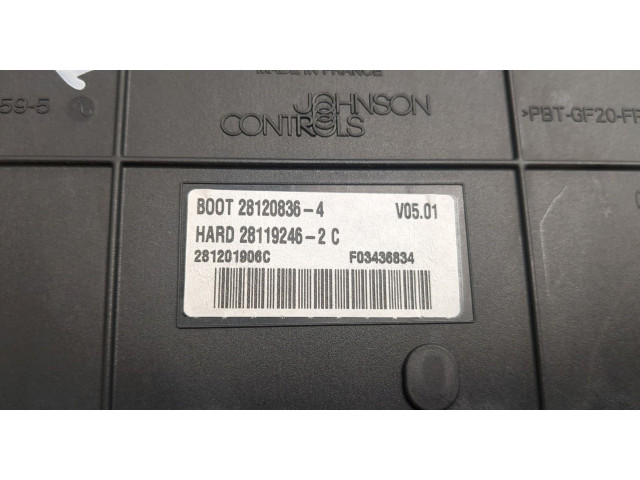 MADE IN FRANCE
59-5
JOHNSON
CONTROLS
>PBT-GF20-FR
BOOT 28120836-4 V05.01
HARD 28119246-2 C
281201906C F03436834